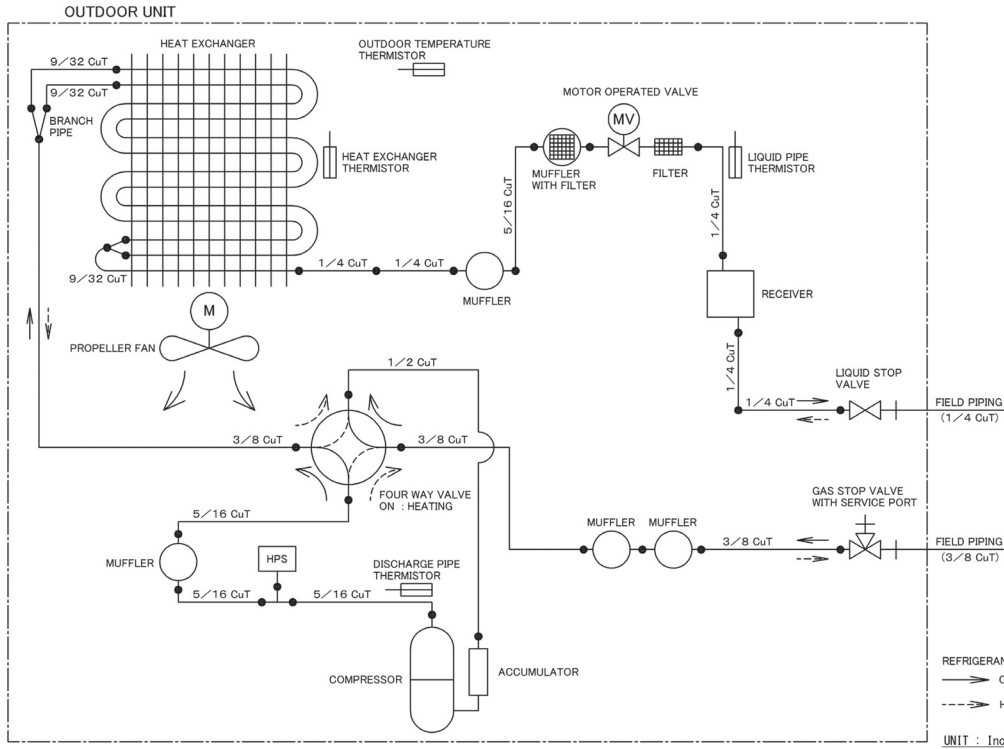 OUTDOOR UNIT
HEAT EXCHANGER
OUTDOOR TEMPERATURE
THERMISTOR
9/32 CuT
9/32 CuT
BRANCH
PIPE
HEAT EXCHANGER
THERMISTOR
MOTOR OPERATED VALVE
MV
MUFFLER
WITH FILTER
FILTER
LIQUID PIPE
THERMISTOR
5/16 CuT
1/4 CuT
9/32 CuT
1/4 CuT
1/4 CuT
MUFFLER
RECEIVER
M
PROPELLER FAN
1/2 CuT
1/4 CuT
LIQUID STOP
VALVE
1/4 CuT
FIELD PIPING
(1/4 CuT)
3/8 CuT
3/8 CuT
FOUR WAY VALVE
ON : HEATING
GAS STOP VALVE
WITH SERVICE PORT
5/16 CuT
MUFFLER
MUFFLER
MUFFLER
3/8 CuT
FIELD PIPING
(3/8 CuT)
HPS
DISCHARGE PIPE
THERMISTOR
5/16 CuT
5/16 CuT
COMPRESSOR
ACCUMULATOR
REFRIGERAN
C
H
UNIT : Inc